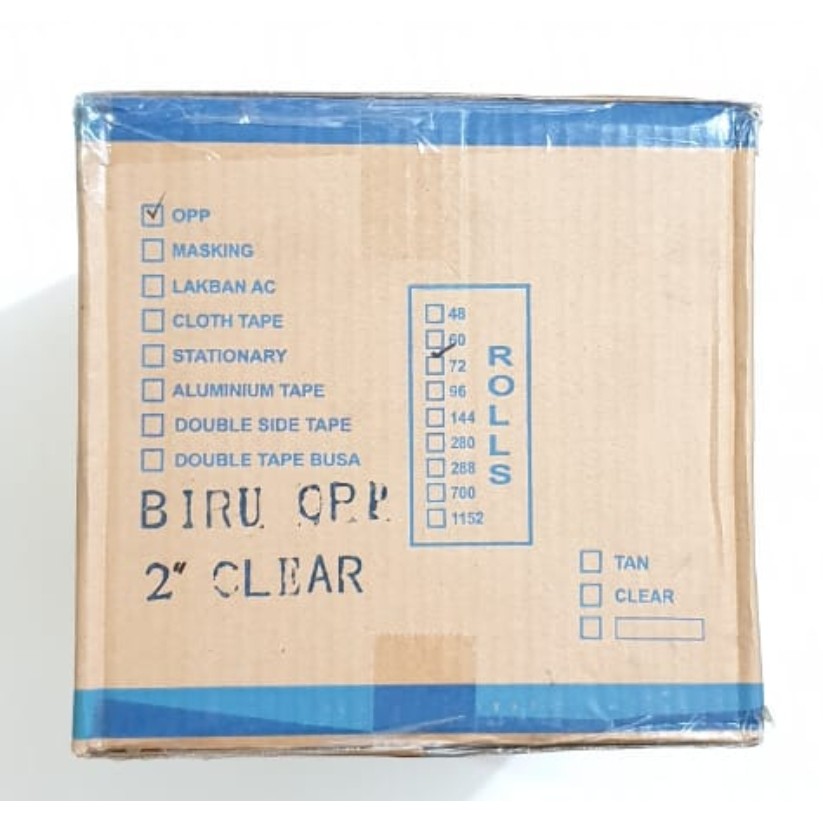 OPP
MASKING
LAKBAN AC
CLOTH TAPE
STATIONARY
ALUMINIUM TAPE
DOUBLE SIDE TAPE
DOUBLE TAPE BUSA
BIRU OPP
2" CLEAR
48
60
72
96
144
280
288
700
1152
ROLLS
TAN
CLEAR